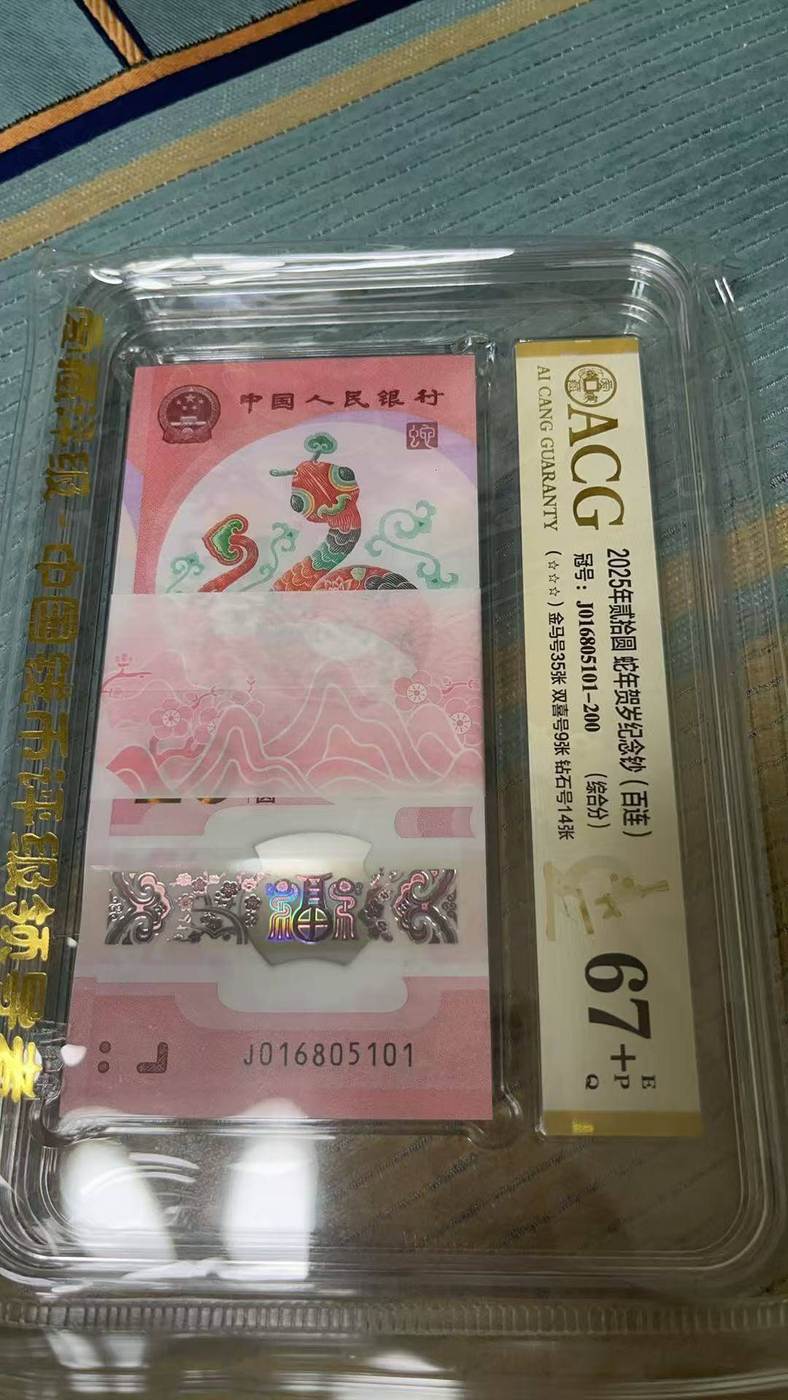 爱藏评级·中国钱币评级领导者
中国人民银行
蛇
福
J016805101
ACG
AI CANG GUARANTY
2025年贰拾圆 蛇年贺岁纪念钞（百连）
冠号：J016805101-200 （综合分）
（☆☆☆）金马号35张 双喜号9张 钻石号14张
67+
E
P
Q